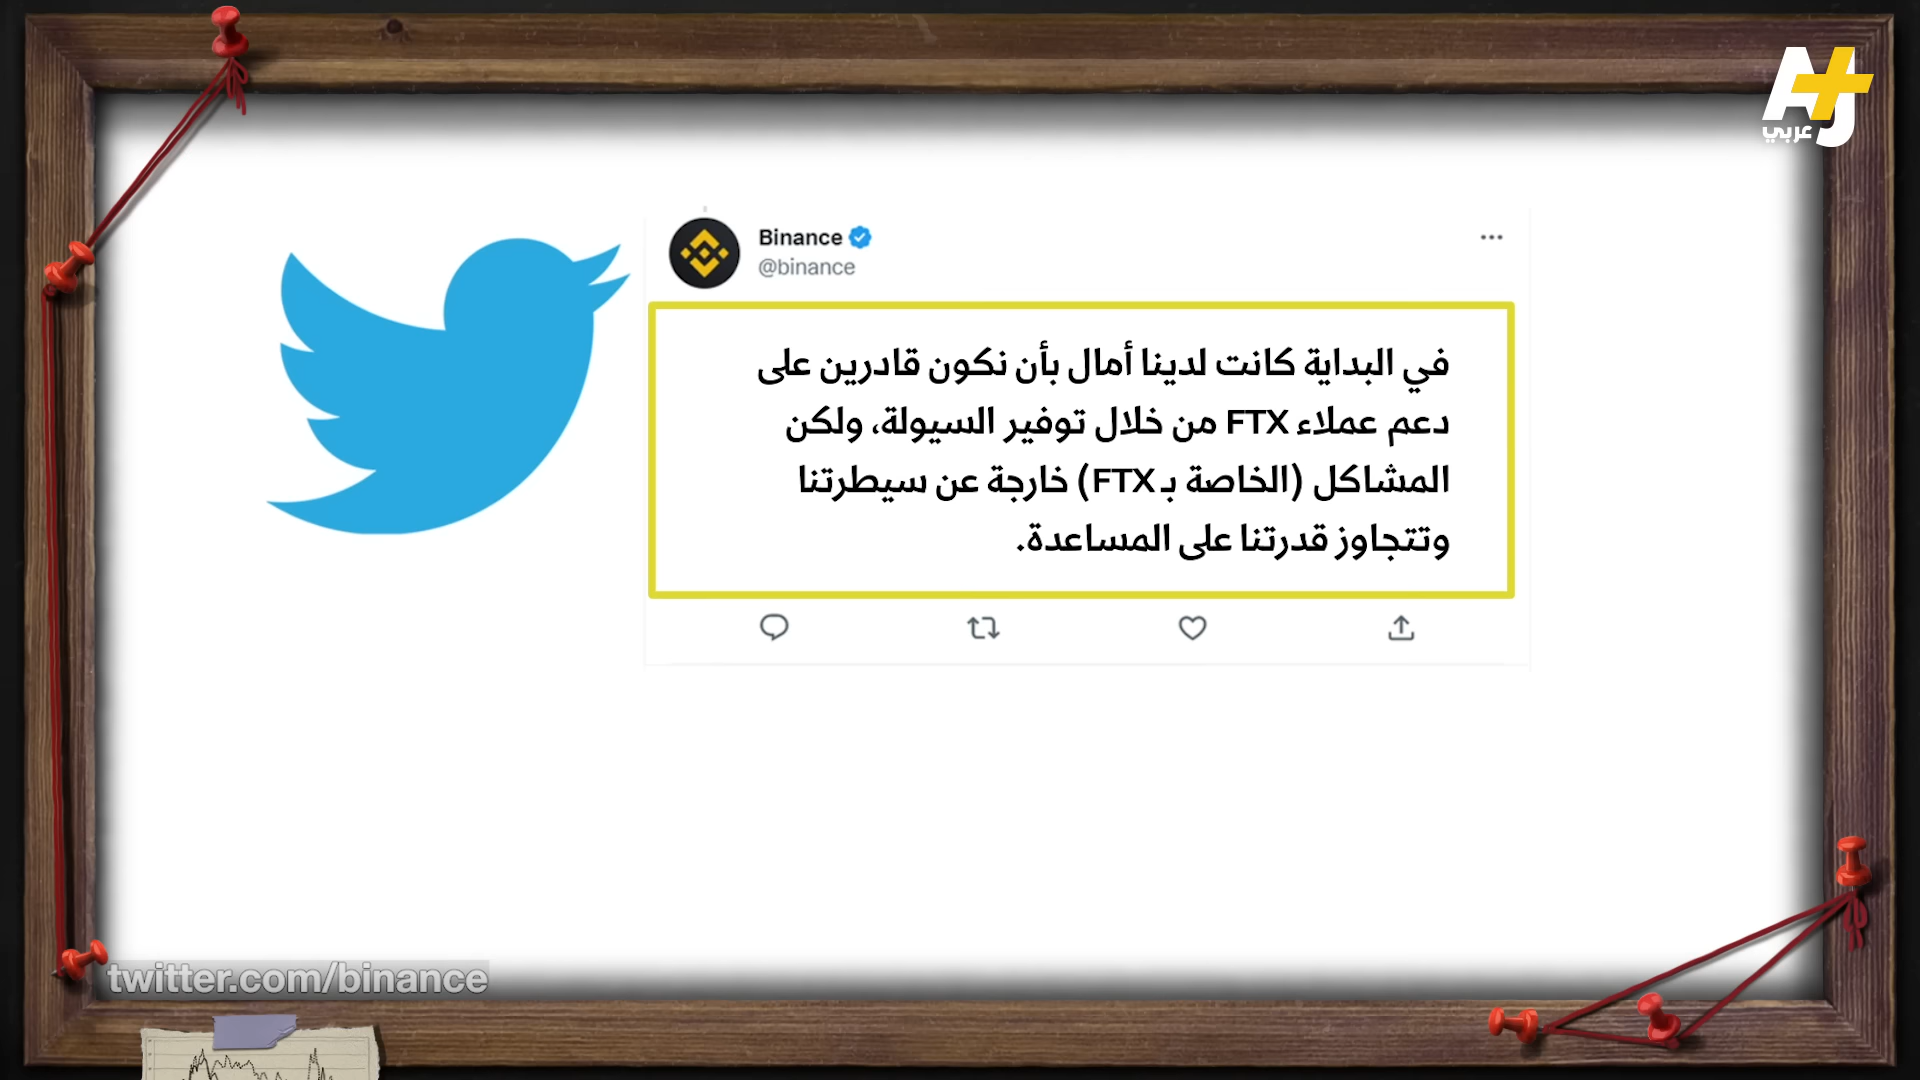 AJ+
عربي
Binance
@binance
في البداية كانت لدينا أمال بأن نكون قادرين على
دعم عملاء FTX من خلال توفير السيولة، ولكن
المشاكل (الخاصة بـ FTX) خارجة عن سيطرتنا
وتتجاوز قدرتنا على المساعدة.
twitter.com/binance